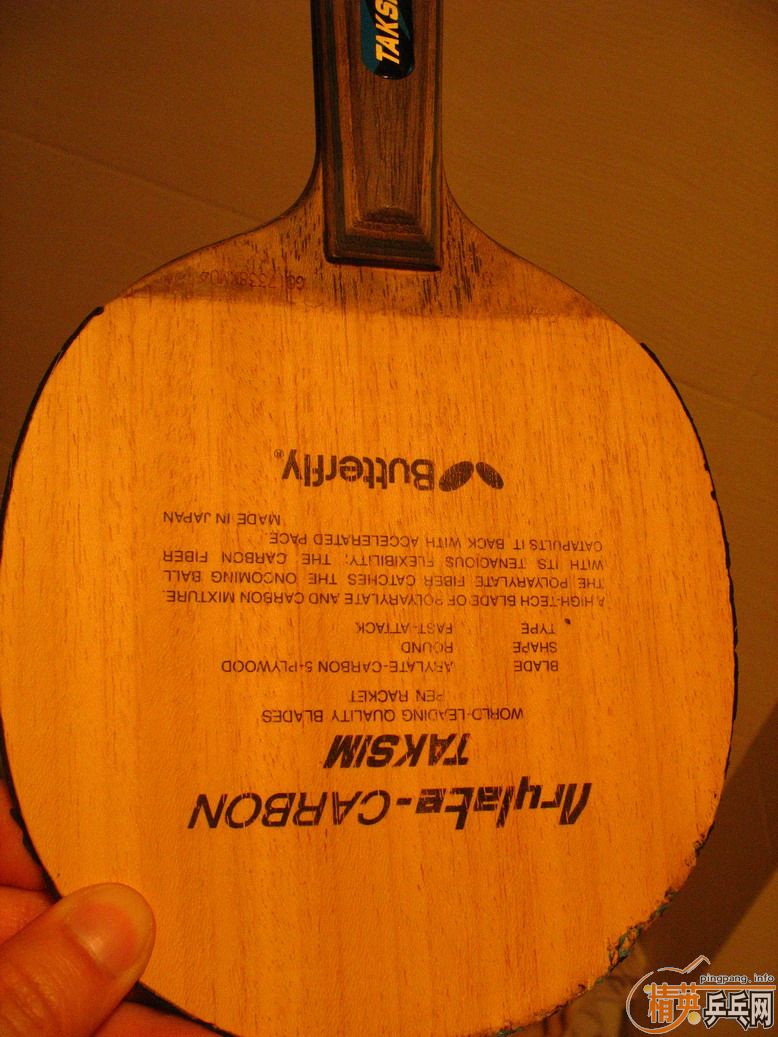 Arylate-CARBON
TAKSIM
WORLD-LEADING QUALITY BLADES
PEN RACKET
BLADE ARYLATE-CARBON 5+PLYWOOD
SHAPE ROUND
TYPE FAST-ATTACK
A HIGH-TECH BLADE OF POLYARYLATE AND CARBON MIXTURE.
THE POLYARYLATE FIBER CATCHES THE ONCOMING BALL
WITH ITS TENACIOUS FLEXIBILITY; THE CARBON FIBER
CATAPULTS IT BACK WITH ACCELERATED PACE.
MADE IN JAPAN
Butterfly®
TAKSI
pingpang.info
精英乒乓网